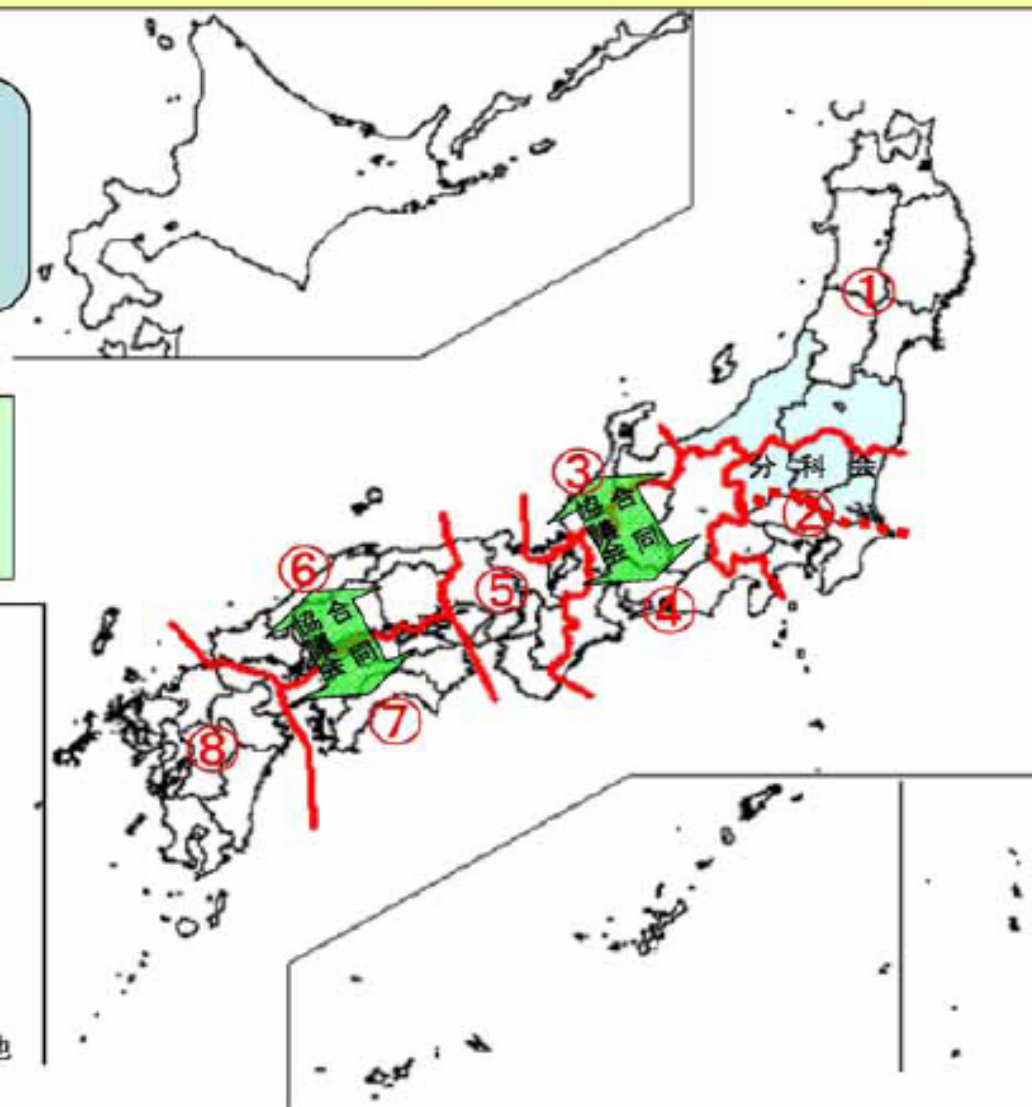 ①
分科会
②
③
合同
協議会
④
⑤
⑥
合同
協議会
⑦
⑧
地